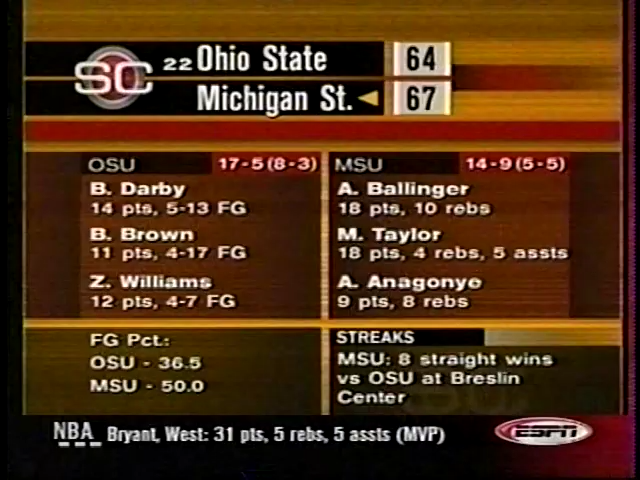 SC
22 Ohio State 64
Michigan St. 67
OSU 17-5 (8-3)
B. Darby
14 pts, 5-13 FG
B. Brown
11 pts, 4-17 FG
Z. Williams
12 pts, 4-7 FG
MSU 14-9 (5-5)
A. Ballinger
18 pts, 10 rebs
M. Taylor
18 pts, 4 rebs, 5 assts
A. Anagonye
9 pts, 8 rebs
FG Pct.:
OSU - 36.5
MSU - 50.0
STREAKS
MSU: 8 straight wins
vs OSU at Breslin
Center
NBA Bryant, West: 31 pts, 5 rebs, 5 assts (MVP)
ESPN